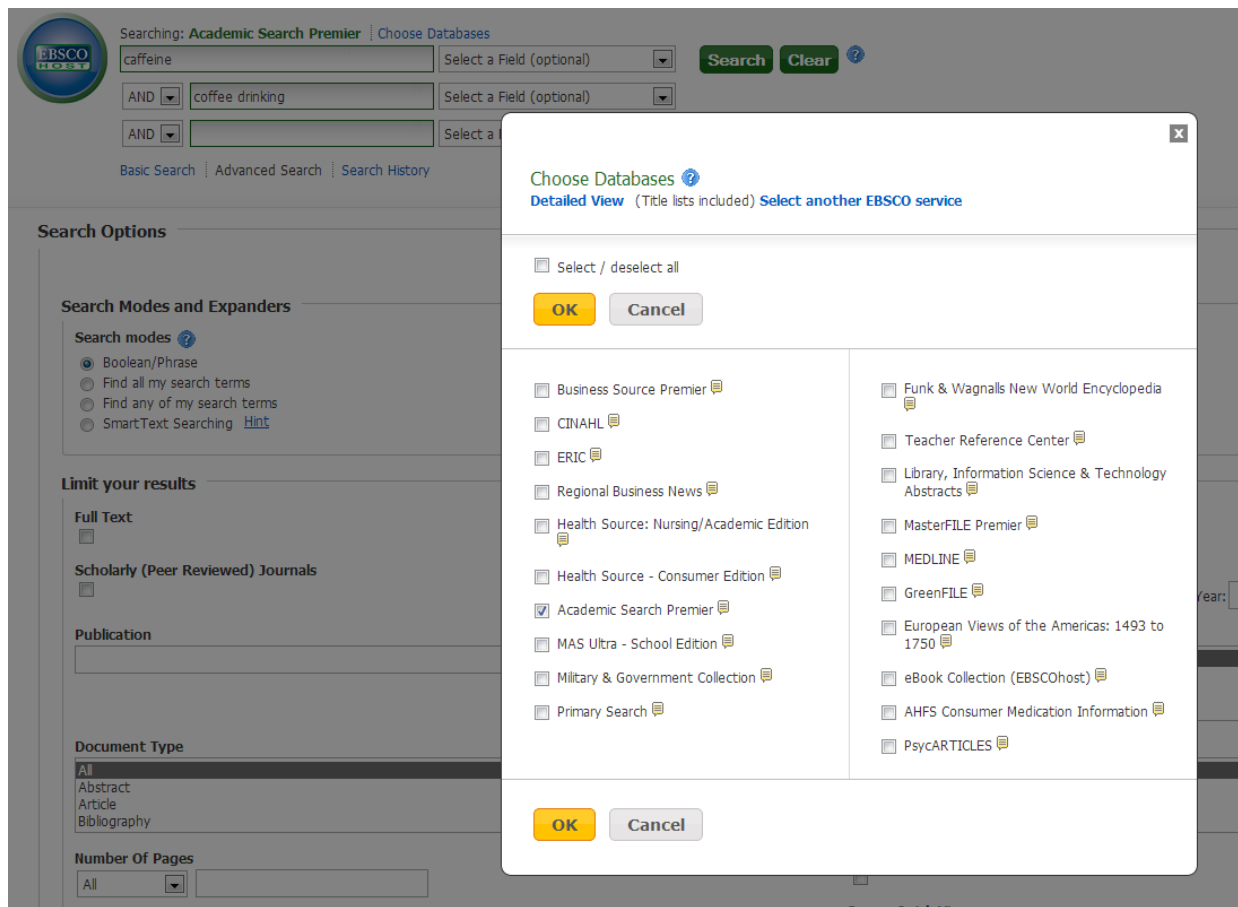 EBSCO
HOST
Searching: Academic Search Premier Choose Databases
caffeine Select a Field (optional) Search Clear ?
AND coffee drinking Select a Field (optional)
AND Select a
Basic Search Advanced Search Search History
Search Options
Search Modes and Expanders
Search modes ?
Boolean/Phrase
Find all my search terms
Find any of my search terms
SmartText Searching Hint
Limit your results
Full Text
Scholarly (Peer Reviewed) Journals
Publication
Document Type
All
Abstract
Article
Bibliography
Number Of Pages
All
x
Choose Databases ?
Detailed View (Title lists included) Select another EBSCO service
Select / deselect all
OK Cancel
Business Source Premier
CINAHL
ERIC
Regional Business News
Health Source: Nursing/Academic Edition
Health Source - Consumer Edition
Academic Search Premier
MAS Ultra - School Edition
Military & Government Collection
Primary Search
Funk & Wagnalls New World Encyclopedia
Teacher Reference Center
Library, Information Science & Technology
Abstracts
MasterFILE Premier
MEDLINE
GreenFILE
European Views of the Americas: 1493 to
1750
eBook Collection (EBSCOhost)
AHFS Consumer Medication Information
PsycARTICLES
OK Cancel
Year: